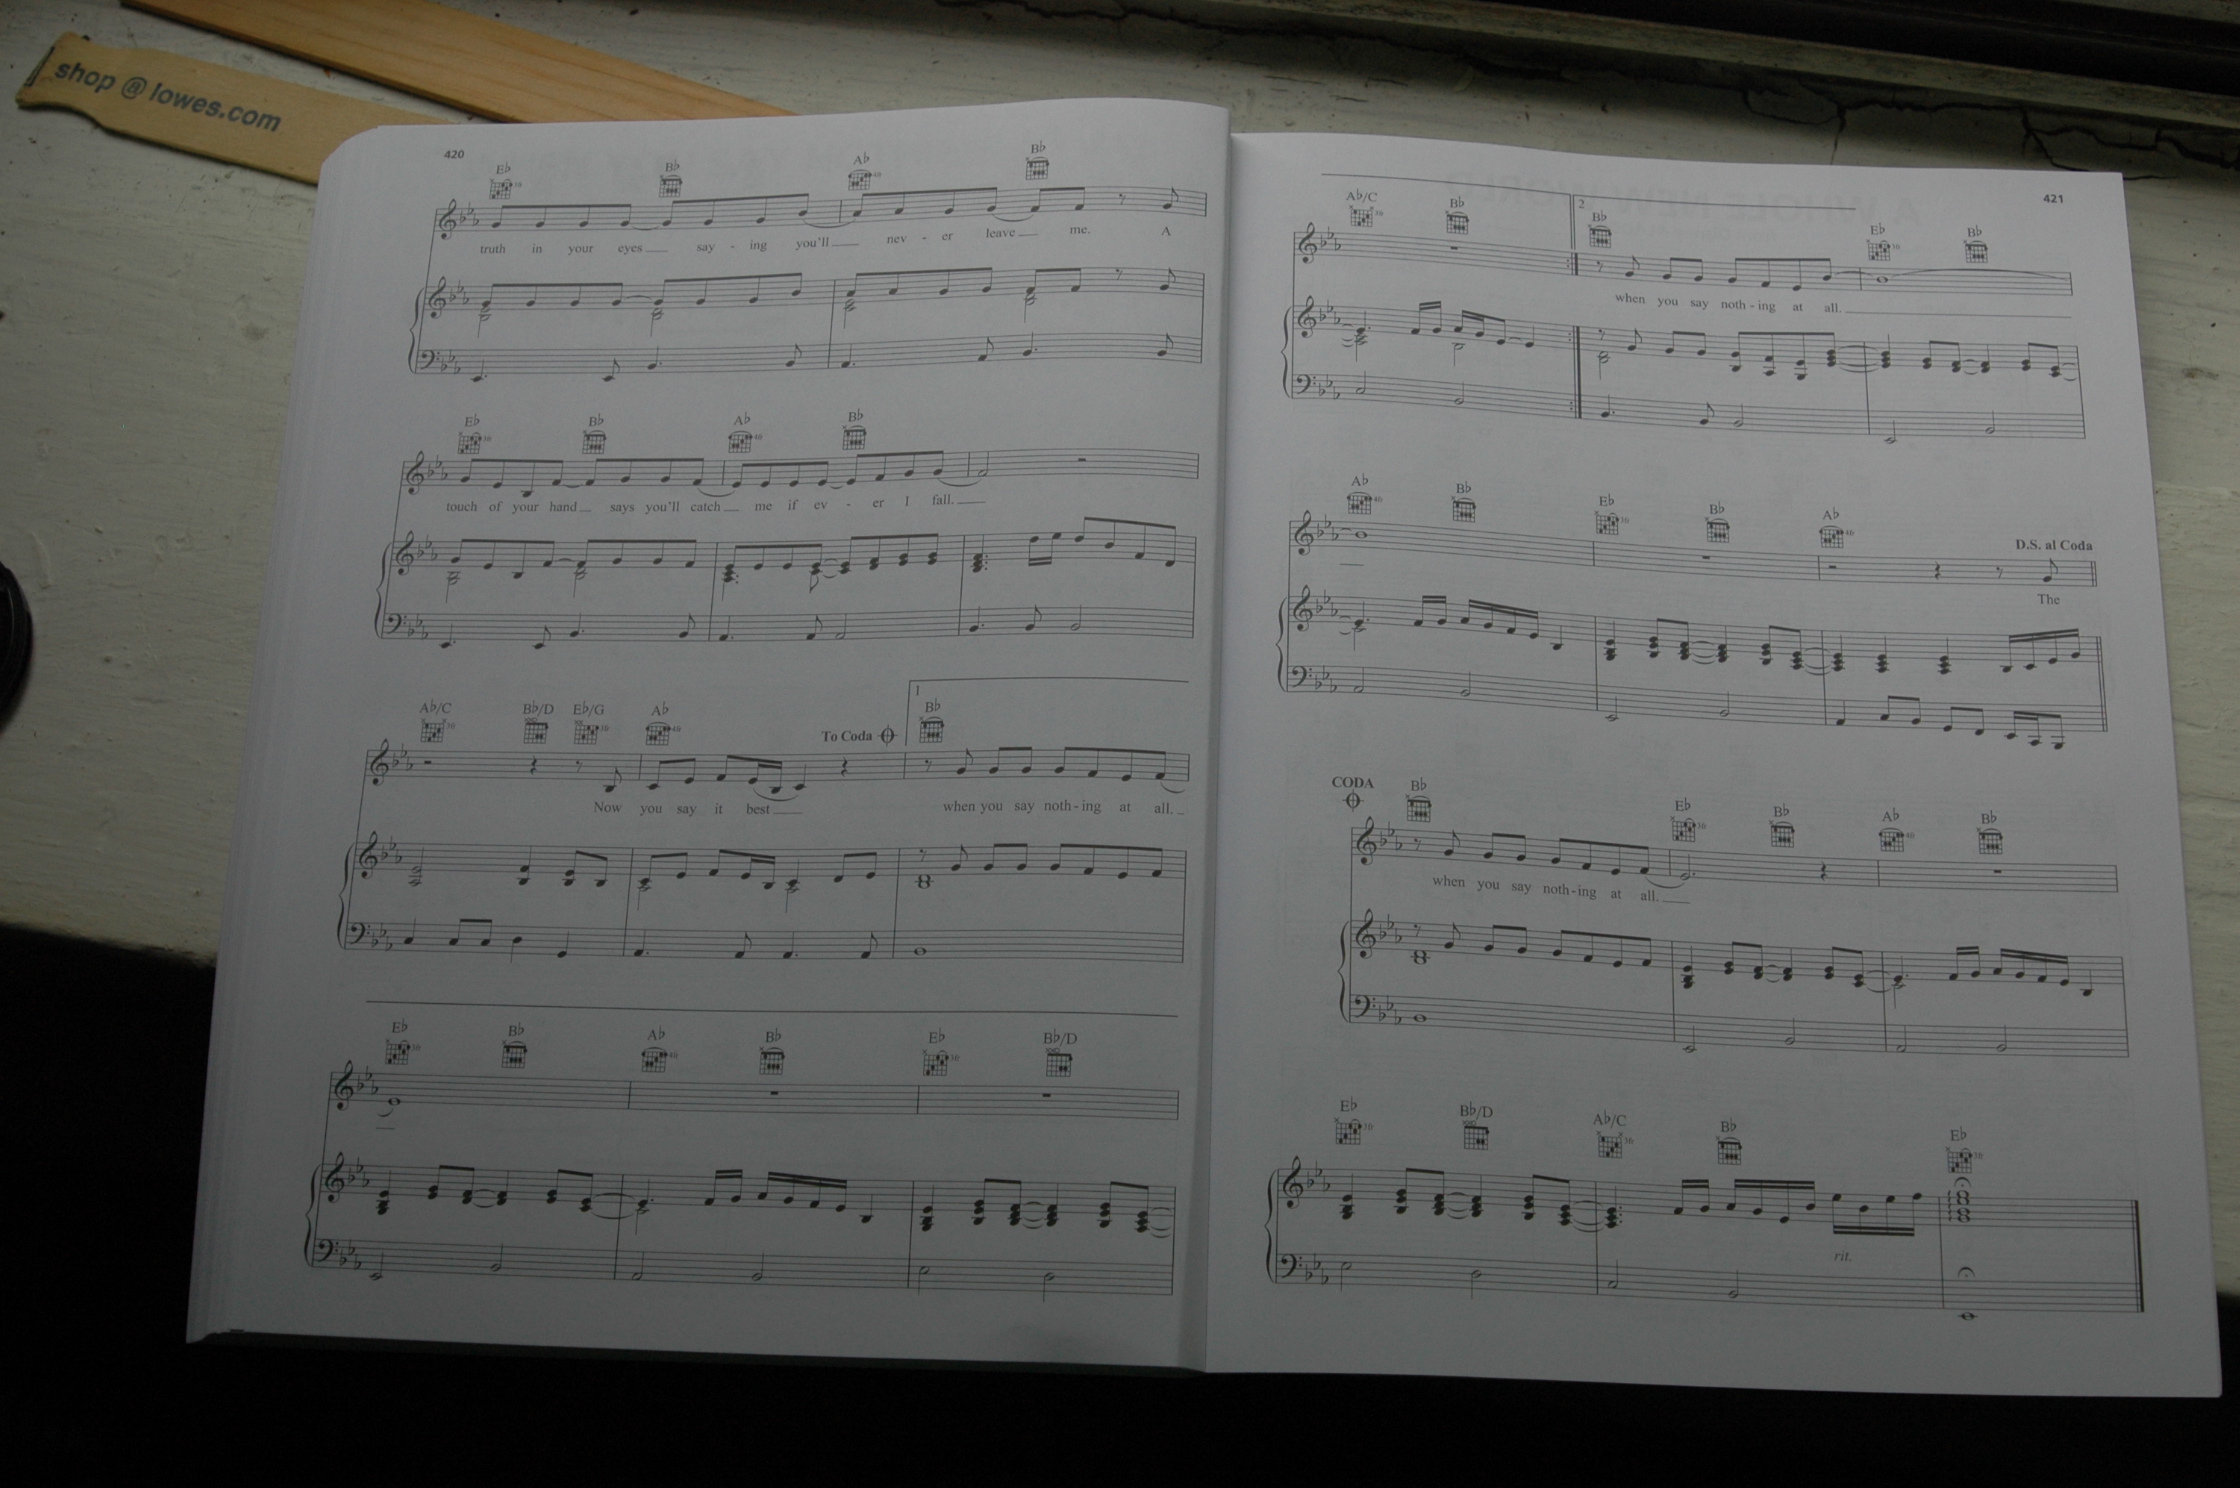 shop @ lowes.com
420
E♭ B♭ A♭ B♭
truth in your eyes say - ing you'll nev - er leave me. A
E♭ B♭ A♭ B♭
touch of your hand says you'll catch me if ev - er I fall.
1
A♭/C B♭/D E♭/G A♭ To Coda B♭
Now you say it best when you say noth - ing at all.
E♭ B♭ A♭ B♭ E♭ B♭/D
421
2
A♭/C B♭ B♭ E♭ B♭
when you say noth - ing at all.
A♭ B♭ E♭ B♭ A♭
D.S. al Coda
The
CODA
B♭ E♭ B♭ A♭ B♭
when you say noth - ing at all.
E♭ B♭/D A♭/C B♭ E♭
rit.